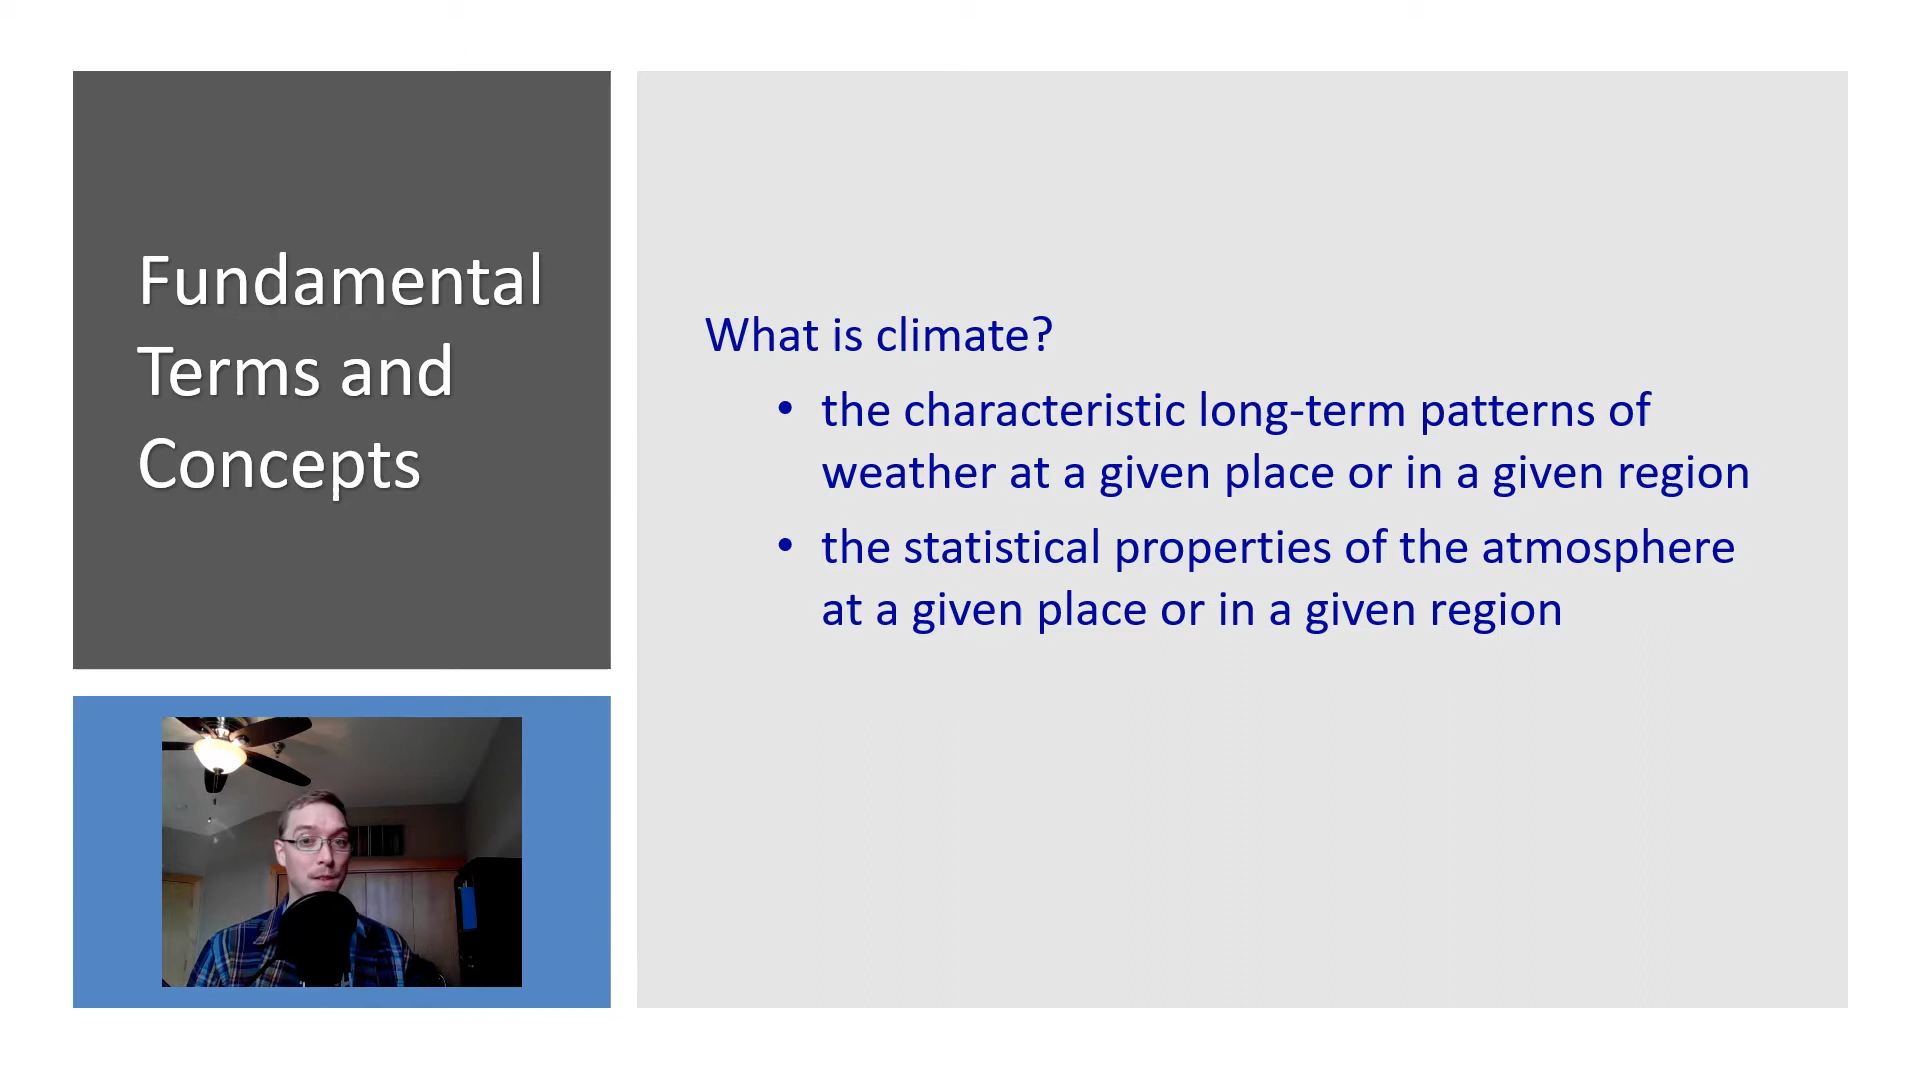 Fundamental
Terms and
Concepts
What is climate?
• the characteristic long-term patterns of
weather at a given place or in a given region
• the statistical properties of the atmosphere
at a given place or in a given region